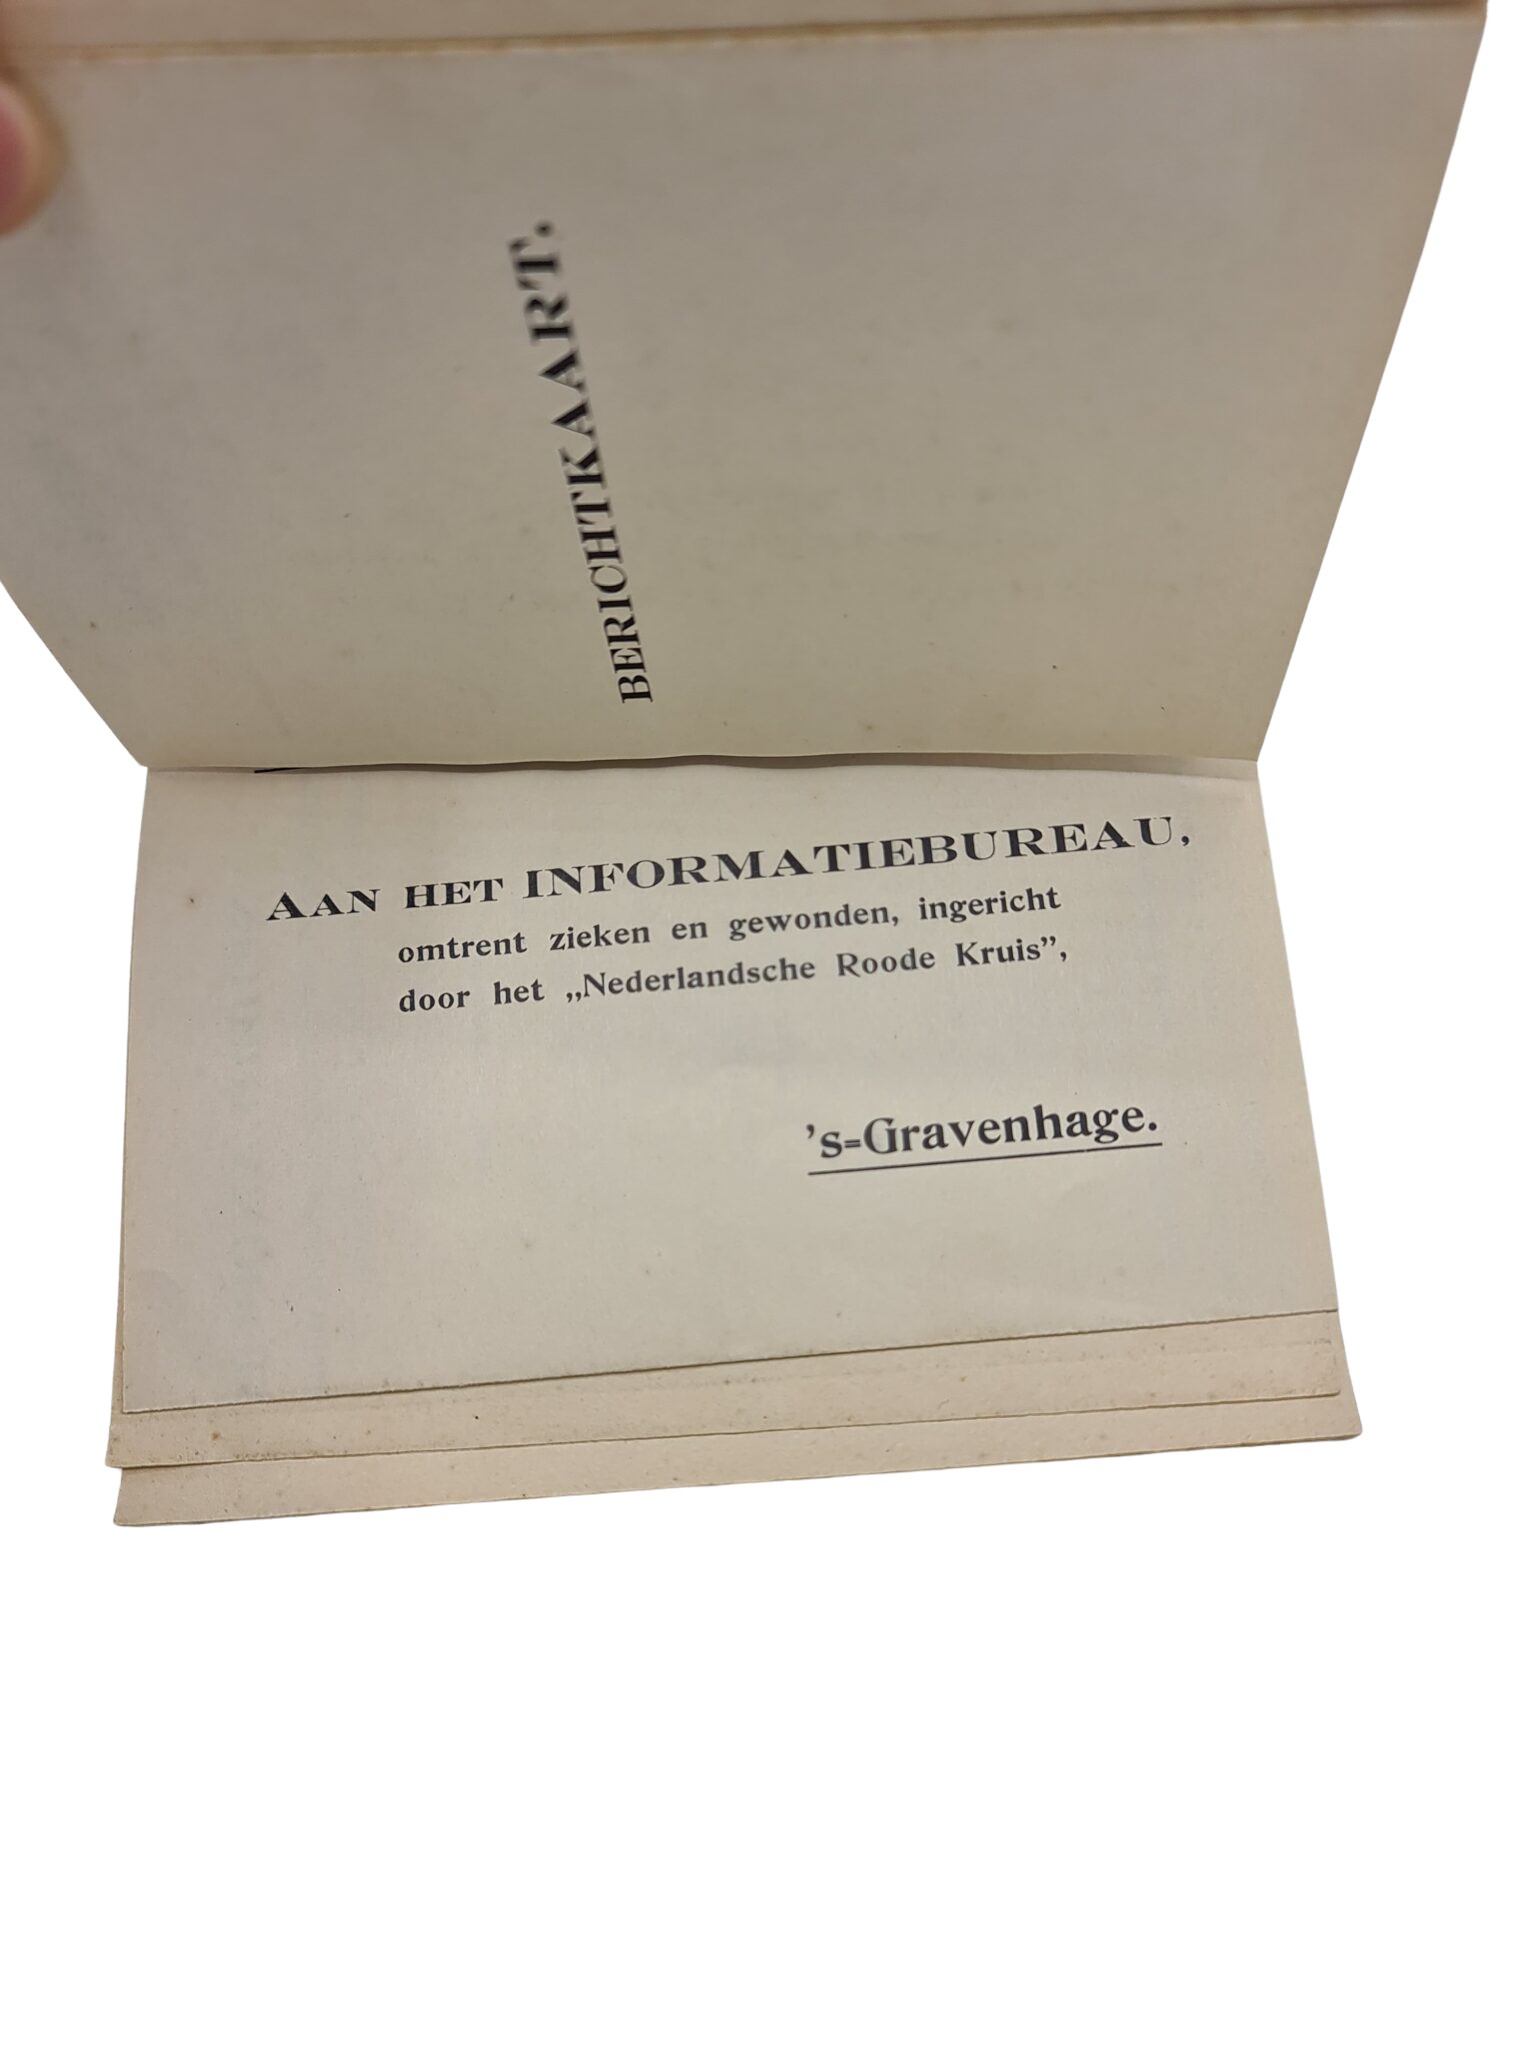 BERICHTKAART.
AAN HET INFORMATIEBUREAU,
omtrent zieken en gewonden, ingericht
door het „Nederlandsche Roode Kruis”,
's=Gravenhage.